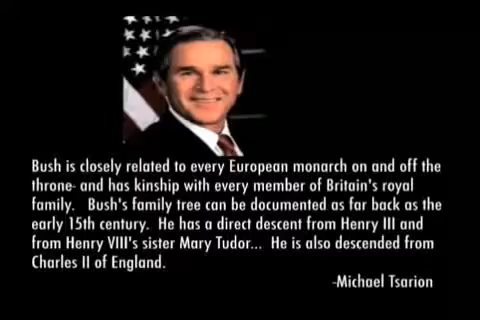 Bush is closely related to every European monarch on and off the
throne- and has kinship with every member of Britain's royal
family. Bush's family tree can be documented as far back as the
early 15th century. He has a direct descent from Henry III and
from Henry VIII's sister Mary Tudor... He is also descended from
Charles II of England.
-Michael Tsarion